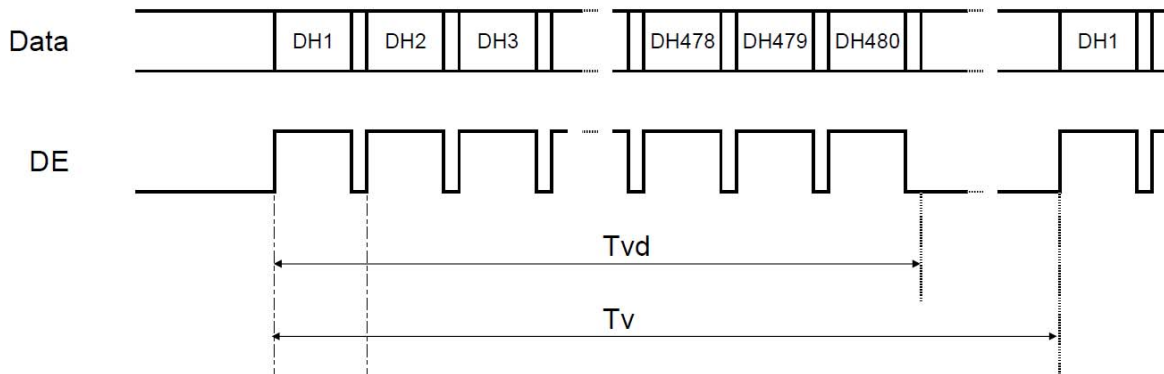 Data DH1 DH2 DH3 DH478 DH479 DH480 DH1
DE
Tvd
Tv